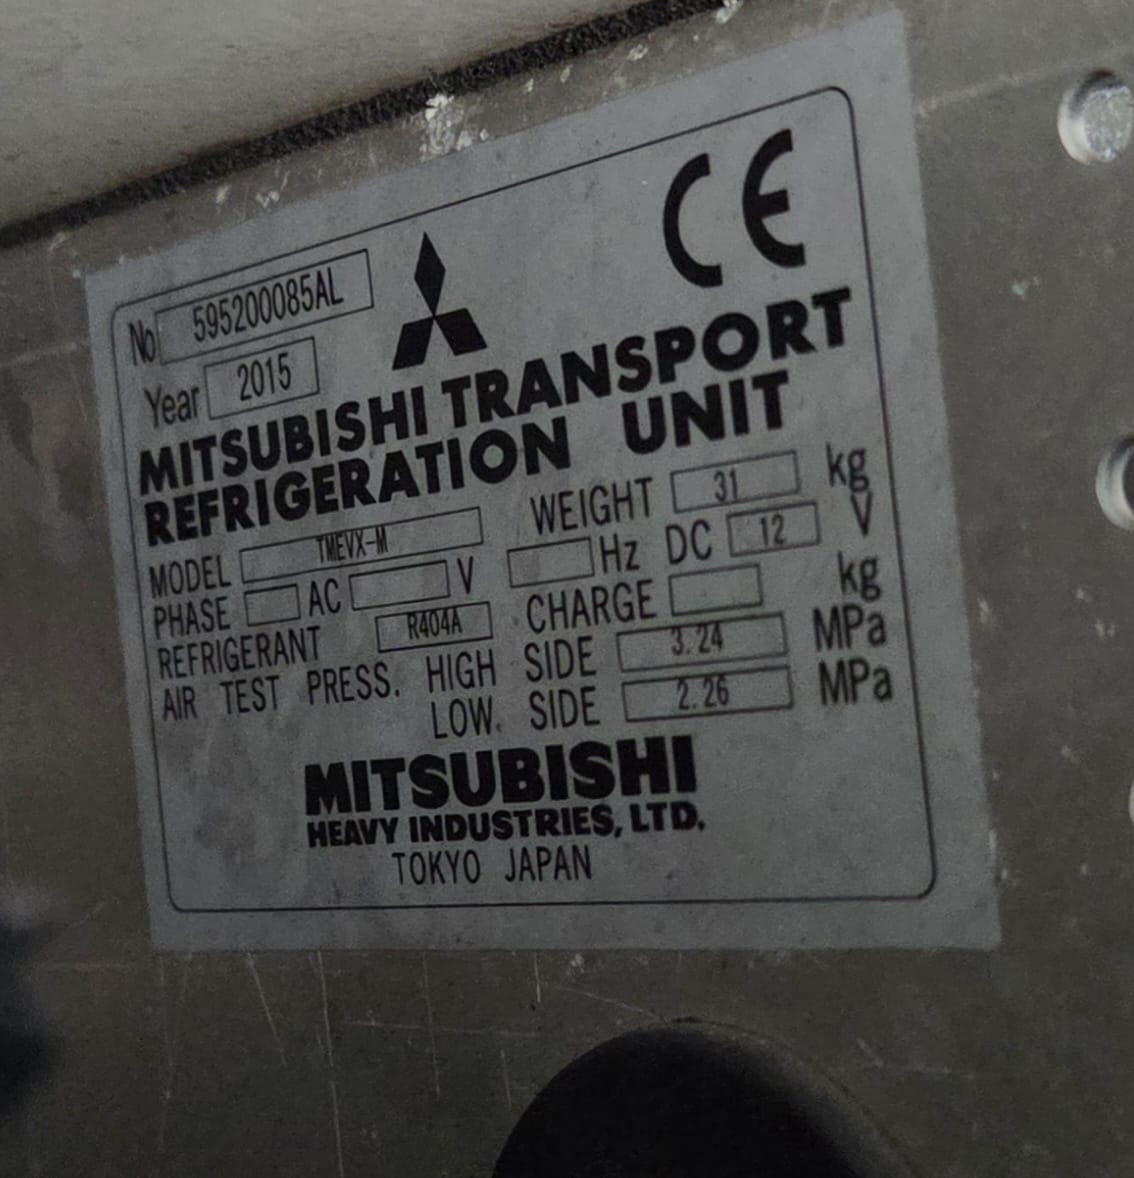 No 595200085AL
CE
Year 2015
MITSUBISHI TRANSPORT
REFRIGERATION UNIT
WEIGHT 31 kg
MODEL TMEVX-M
PHASE AC V Hz DC 12 V
REFRIGERANT R404A CHARGE kg
AIR TEST PRESS. HIGH SIDE 3.24 MPa
LOW. SIDE 2.26 MPa
MITSUBISHI
HEAVY INDUSTRIES, LTD.
TOKYO JAPAN